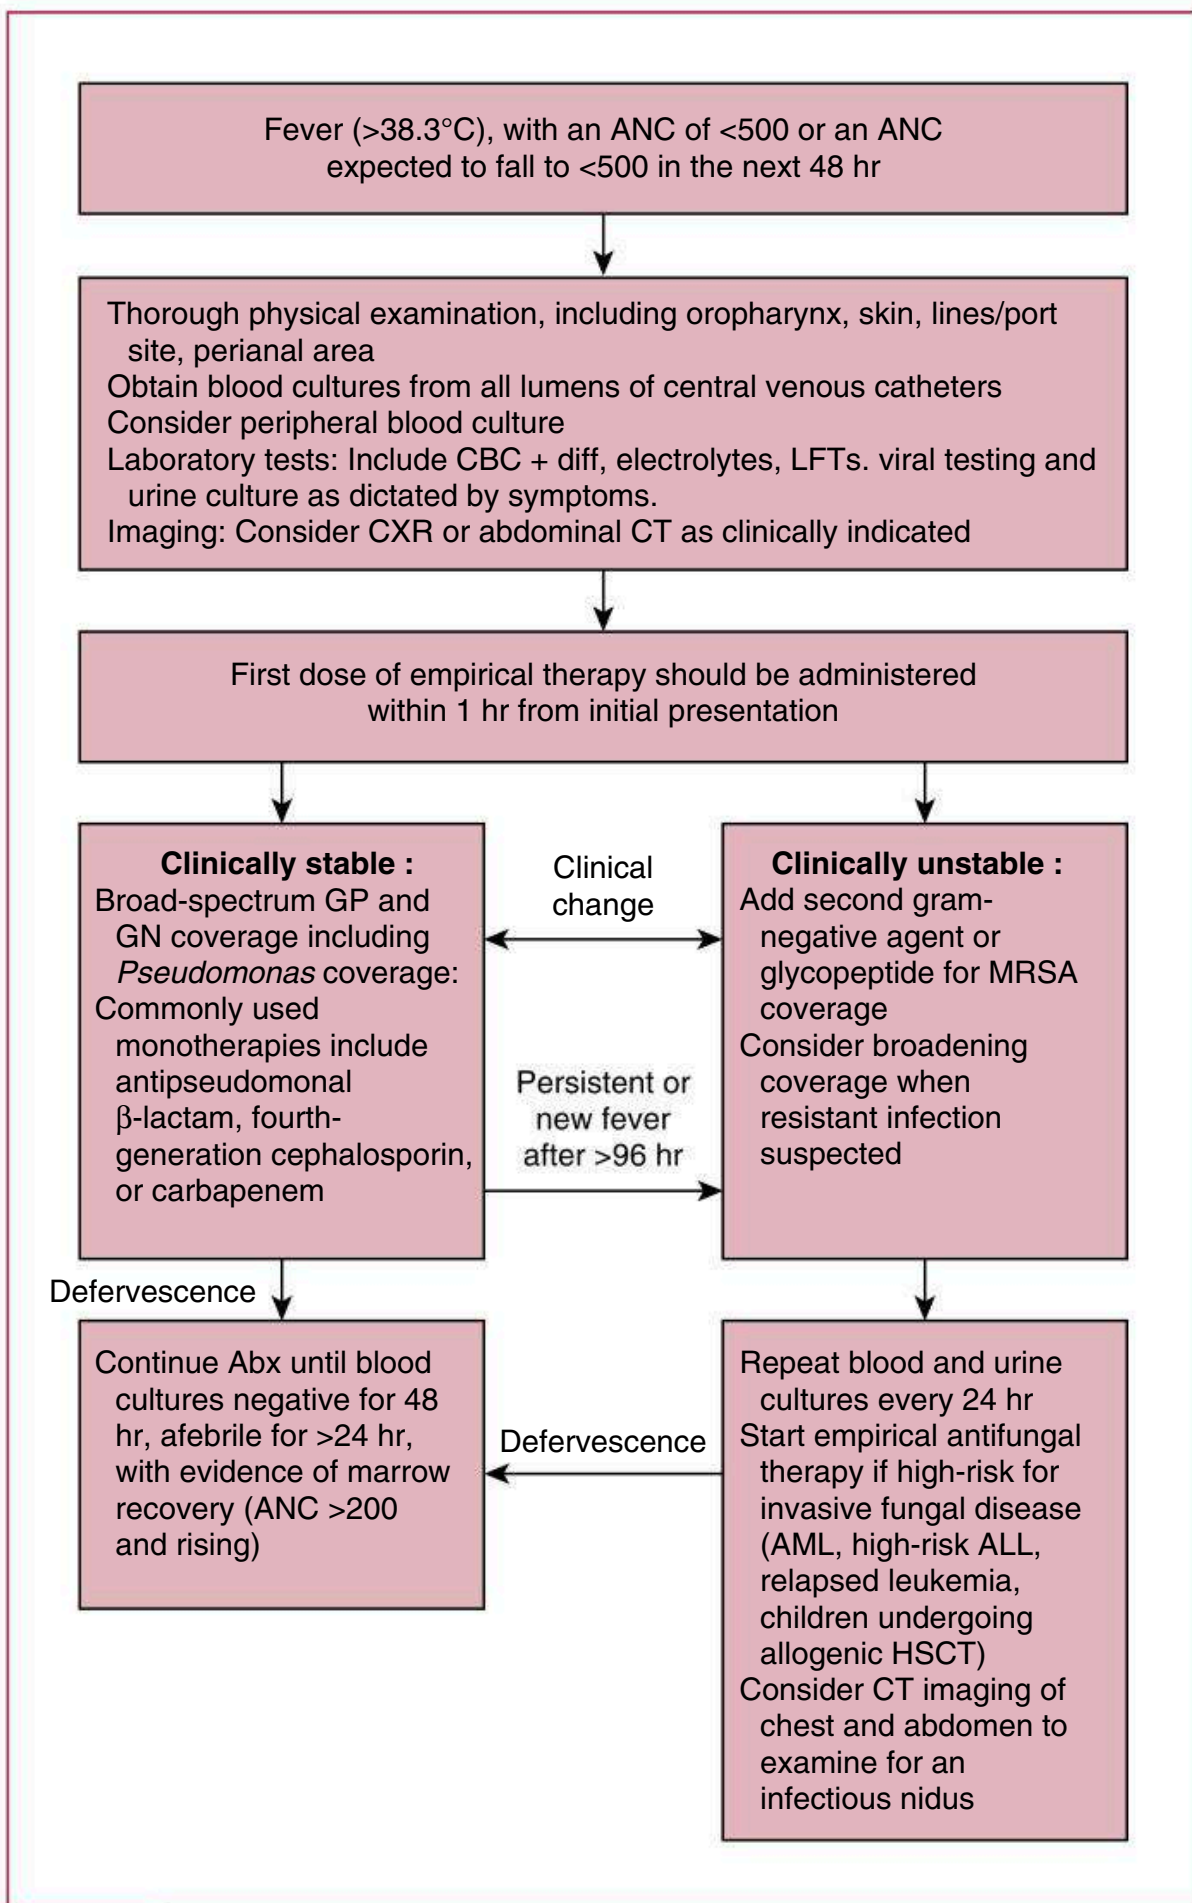 Fever (>38.3°C), with an ANC of <500 or an ANC
expected to fall to <500 in the next 48 hr
Thorough physical examination, including oropharynx, skin, lines/port
site, perianal area
Obtain blood cultures from all lumens of central venous catheters
Consider peripheral blood culture
Laboratory tests: Include CBC + diff, electrolytes, LFTs. viral testing and
urine culture as dictated by symptoms.
Imaging: Consider CXR or abdominal CT as clinically indicated
First dose of empirical therapy should be administered
within 1 hr from initial presentation
Clinically stable :
Broad-spectrum GP and
GN coverage including
Pseudomonas coverage:
Commonly used
monotherapies include
antipseudomonal
β-lactam, fourth-
generation cephalosporin,
or carbapenem
Clinical
change
Persistent or
new fever
after >96 hr
Clinically unstable :
Add second gram-
negative agent or
glycopeptide for MRSA
coverage
Consider broadening
coverage when
resistant infection
suspected
Defervescence
Continue Abx until blood
cultures negative for 48
hr, afebrile for >24 hr,
with evidence of marrow
recovery (ANC >200
and rising)
Defervescence
Repeat blood and urine
cultures every 24 hr
Start empirical antifungal
therapy if high-risk for
invasive fungal disease
(AML, high-risk ALL,
relapsed leukemia,
children undergoing
allogenic HSCT)
Consider CT imaging of
chest and abdomen to
examine for an
infectious nidus